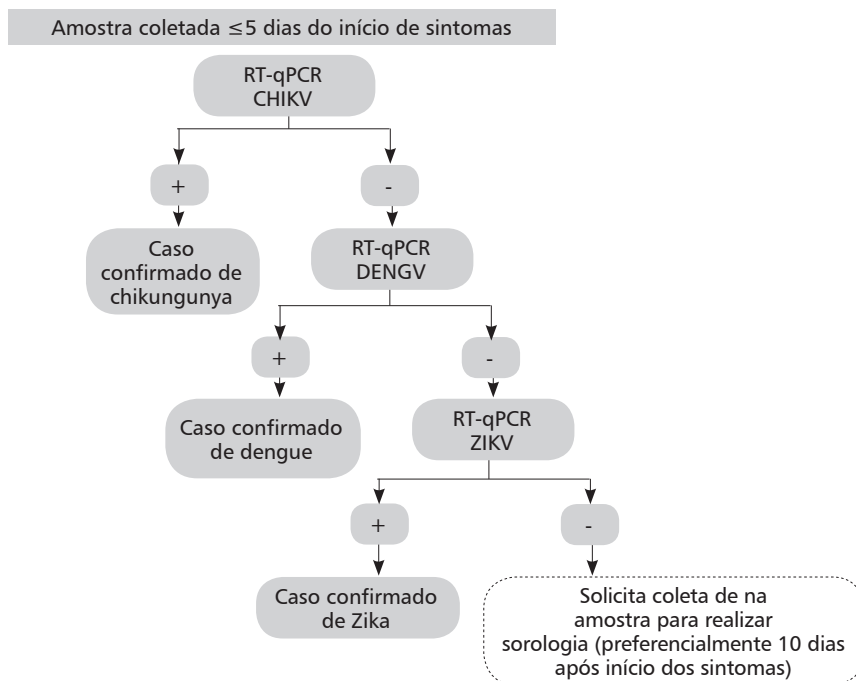 Amostra coletada ≤5 dias do início de sintomas
RT-qPCR
CHIKV
+
-
Caso
confirmado de
chikungunya
RT-qPCR
DENGV
+
-
Caso confirmado
de dengue
RT-qPCR
ZIKV
+
-
Caso confirmado
de Zika
Solicita coleta de na
amostra para realizar
sorologia (preferencialmente 10 dias
após início dos sintomas)